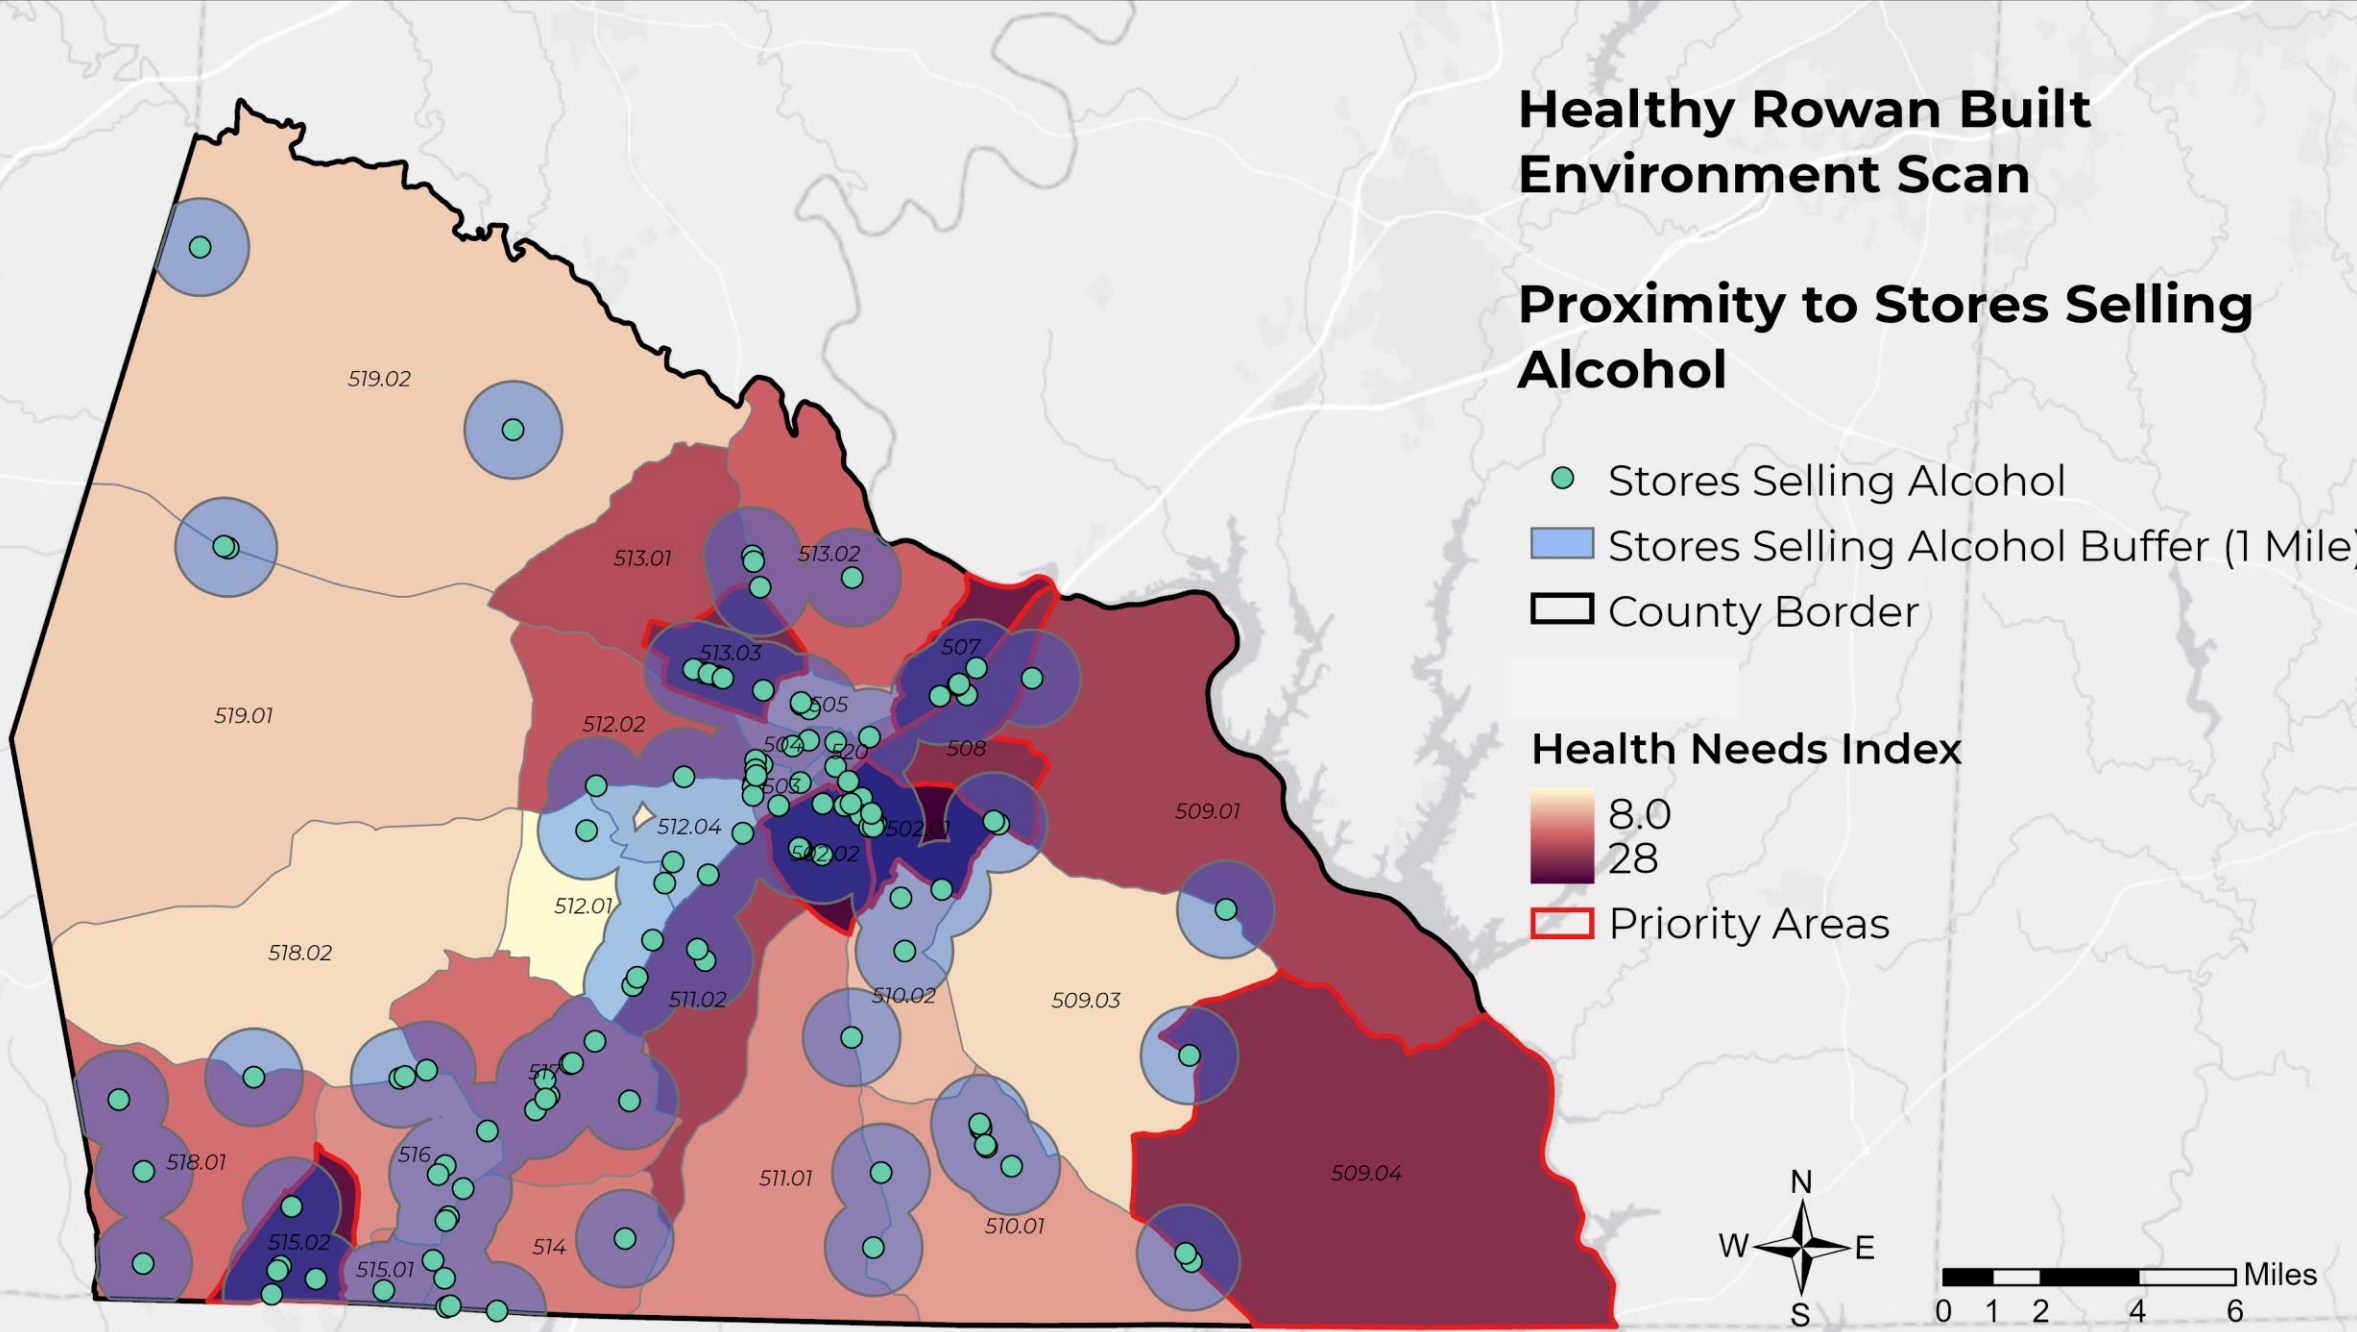 Healthy Rowan Built
Environment Scan
Proximity to Stores Selling
Alcohol
Stores Selling Alcohol
Stores Selling Alcohol Buffer (1 Mile)
County Border
Health Needs Index
8.0
28
Priority Areas
519.02
513.01
513.02
513.03
507
505
519.01
512.02
504
520
508
503
509.01
512.04
502.01
502.02
512.01
518.02
511.02
510.02
509.03
517
518.01
516
511.01
509.04
510.01
515.02
514
515.01
N
W E
S
Miles
0 1 2 4 6